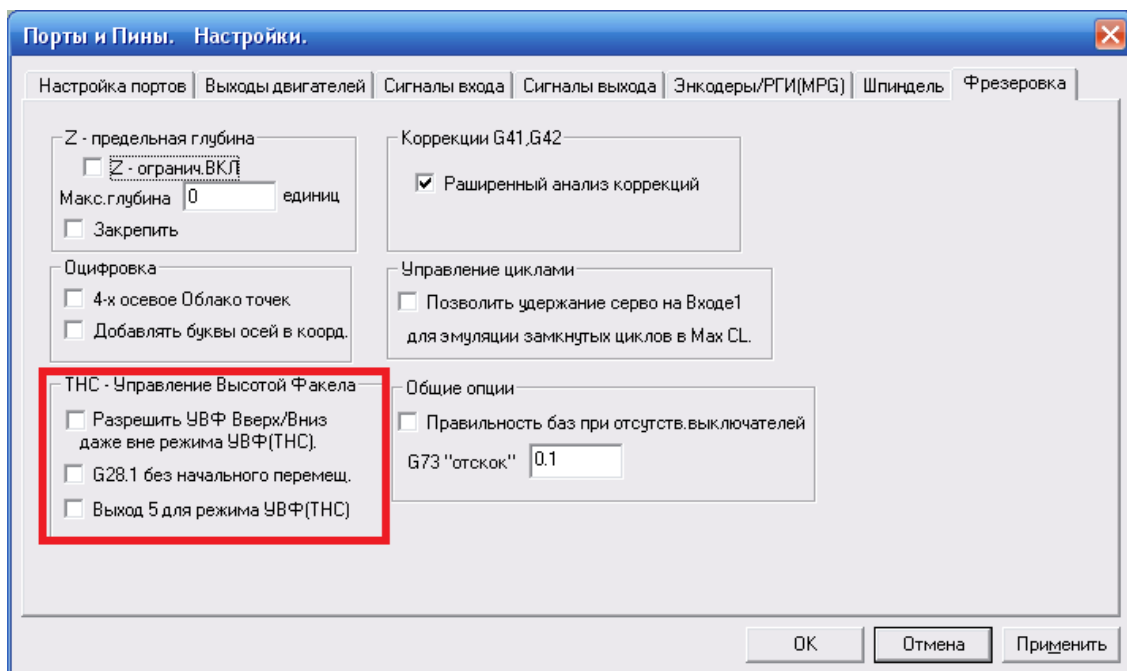 Порты и Пины. Настройки.
Настройка портов Выходы двигателей Сигналы входа Сигналы выхода Энкодеры/РГИ(MPG) Шпиндель Фрезеровка
Z - предельная глубина
Z - огранич.ВКЛ
Макс.глубина 0 единиц
Закрепить
Коррекции G41,G42
Раширенный анализ коррекций
Оцифровка
4-х осевое Облако точек
Добавлять буквы осей в коорд.
Управление циклами
Позволить удержание серво на Входе1
для эмуляции замкнутых циклов в Max CL.
THC - Управление Высотой Факела
Разрешить УВФ Вверх/Вниз
даже вне режима УВФ(THC).
G28.1 без начального перемещ.
Выход 5 для режима УВФ(THC)
Общие опции
Правильность баз при отсутств.выключателей
G73 "отскок" 0.1
OK Отмена Применить